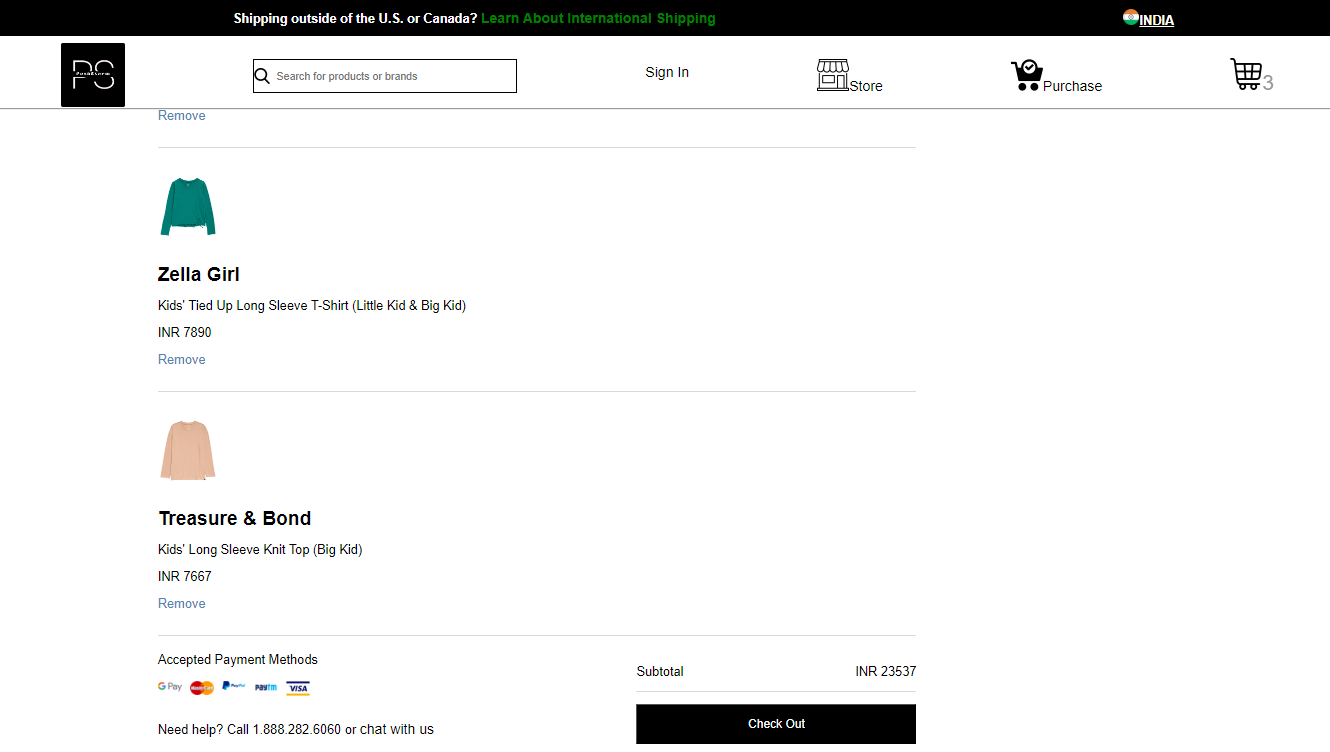 Shipping outside of the U.S. or Canada? Learn About International Shipping
INDIA
PS
Search for products or brands
Sign In
Store
Purchase
3
Remove
Zella Girl
Kids' Tied Up Long Sleeve T-Shirt (Little Kid & Big Kid)
INR 7890
Remove
Treasure & Bond
Kids' Long Sleeve Knit Top (Big Kid)
INR 7667
Remove
Accepted Payment Methods
G Pay MasterCard PayPal Paytm VISA
Need help? Call 1.888.282.6060 or chat with us
Subtotal INR 23537
Check Out